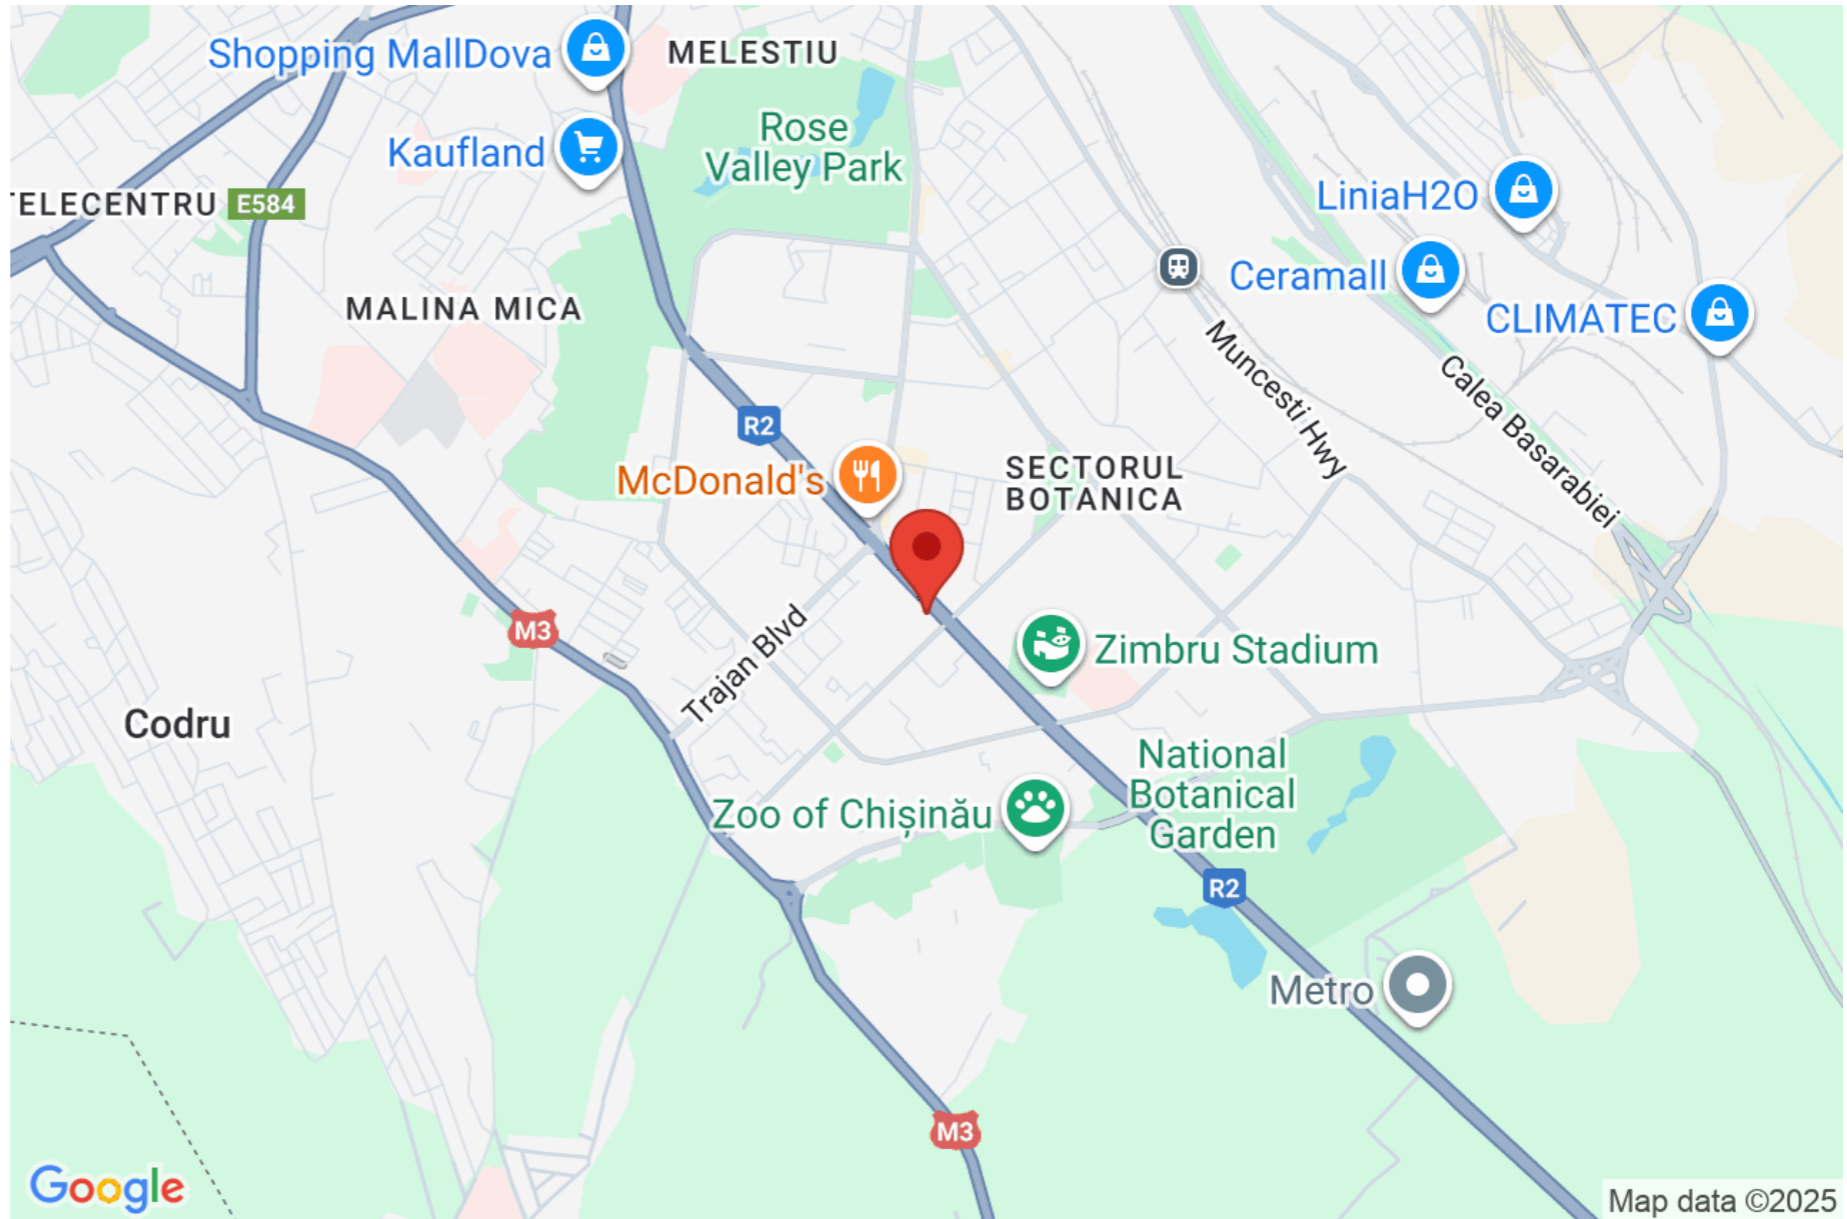 Shopping MallDova
MELESTIU
Rose
Valley Park
Kaufland
TELECENTRU
E584
LiniaH2O
Ceramall
CLIMATEC
MALINA MICA
Muncesti Hwy
Calea Basarabiei
R2
McDonald's
SECTORUL
BOTANICA
M3
Trajan Blvd
Zimbru Stadium
Codru
National
Botanical
Garden
Zoo of Chișinău
R2
Metro
M3
Google
Map data ©2025